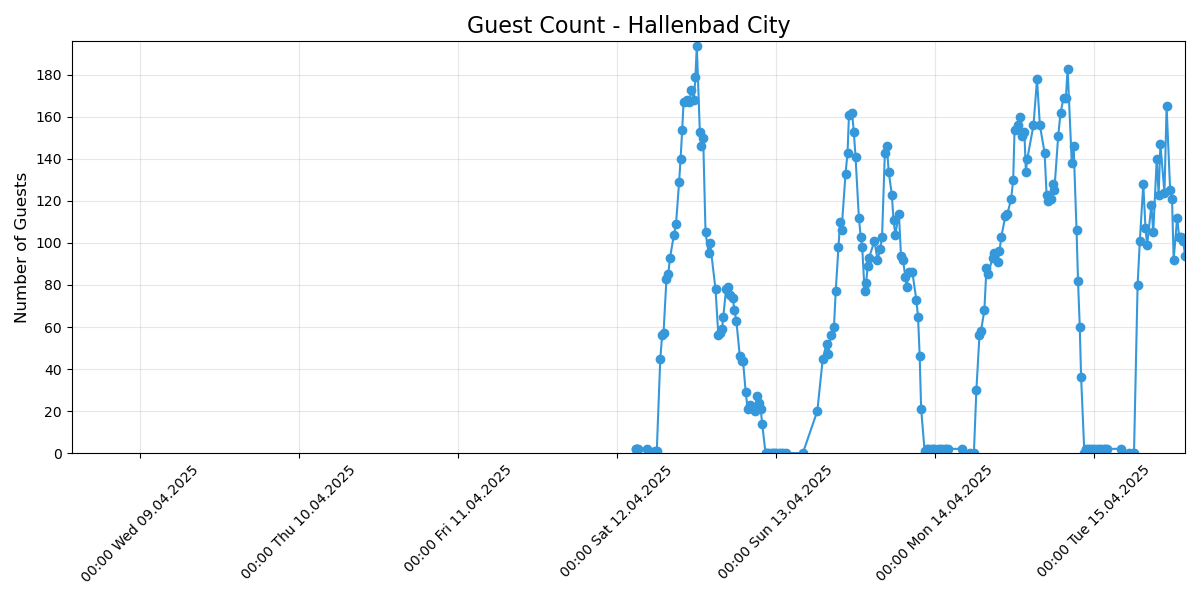 Guest Count - Hallenbad City
Number of Guests
180
160
140
120
100
80
60
40
20
0
00:00 Wed 09.04.2025
00:00 Thu 10.04.2025
00:00 Fri 11.04.2025
00:00 Sat 12.04.2025
00:00 Sun 13.04.2025
00:00 Mon 14.04.2025
00:00 Tue 15.04.2025